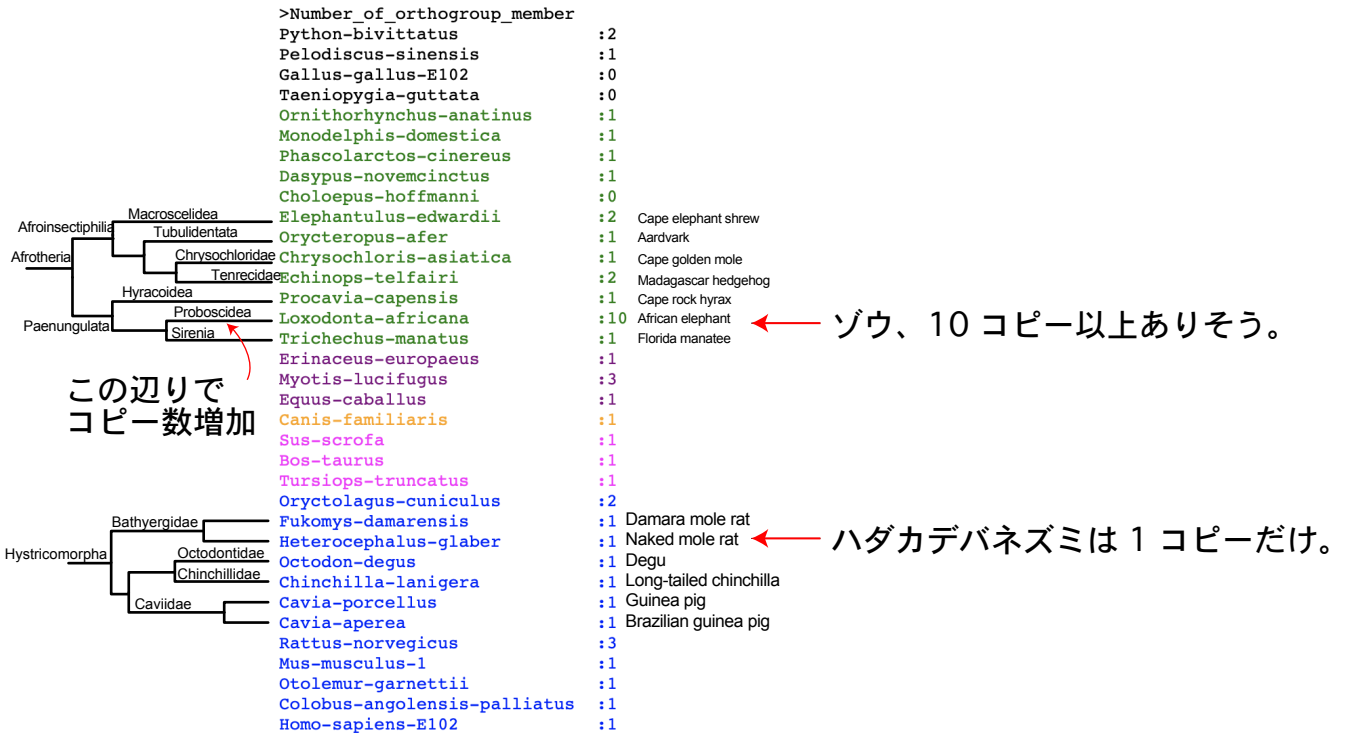 >Number_of_orthogroup_member
Python-bivittatus :2
Pelodiscus-sinensis :1
Gallus-gallus-E102 :0
Taeniopygia-guttata :0
Ornithorhynchus-anatinus :1
Monodelphis-domestica :1
Phascolarctos-cinereus :1
Dasypus-novemcinctus :1
Choloepus-hoffmanni :0
Macroscelidea Elephantulus-edwardii :2 Cape elephant shrew
Afroinsectiphilia Tubulidentata Orycteropus-afer :1 Aardvark
Afrotheria Chrysochloridae Chrysochloris-asiatica :1 Cape golden mole
Tenrecidae Echinops-telfairi :2 Madagascar hedgehog
Hyracoidea Procavia-capensis :1 Cape rock hyrax
Proboscidea Loxodonta-africana :10 African elephant ゾウ、10 コピー以上ありそう。
Paenungulata Sirenia Trichechus-manatus :1 Florida manatee
Erinaceus-europaeus :1
この辺りで Myotis-lucifugus :3
Equus-caballus :1
コピー数増加 Canis-familiaris :1
Sus-scrofa :1
Bos-taurus :1
Tursiops-truncatus :1
Oryctolagus-cuniculus :2
Bathyergidae Fukomys-damarensis :1 Damara mole rat
Heterocephalus-glaber :1 Naked mole rat ハダカデバネズミは 1 コピーだけ。
Hystricomorpha Octodontidae Octodon-degus :1 Degu
Chinchillidae Chinchilla-lanigera :1 Long-tailed chinchilla
Caviidae Cavia-porcellus :1 Guinea pig
Cavia-aperea :1 Brazilian guinea pig
Rattus-norvegicus :3
Mus-musculus-1 :1
Otolemur-garnettii :1
Colobus-angolensis-palliatus :1
Homo-sapiens-E102 :1